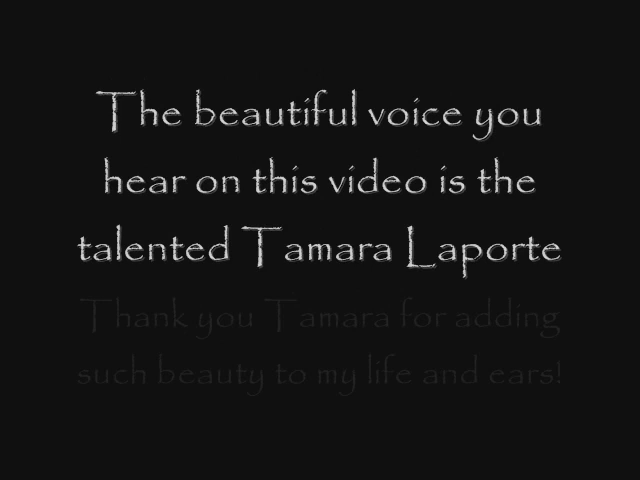 The beautiful voice you
hear on this video is the
talented Tamara Laporte
Thank you Tamara for adding
such beauty to my life and ears!